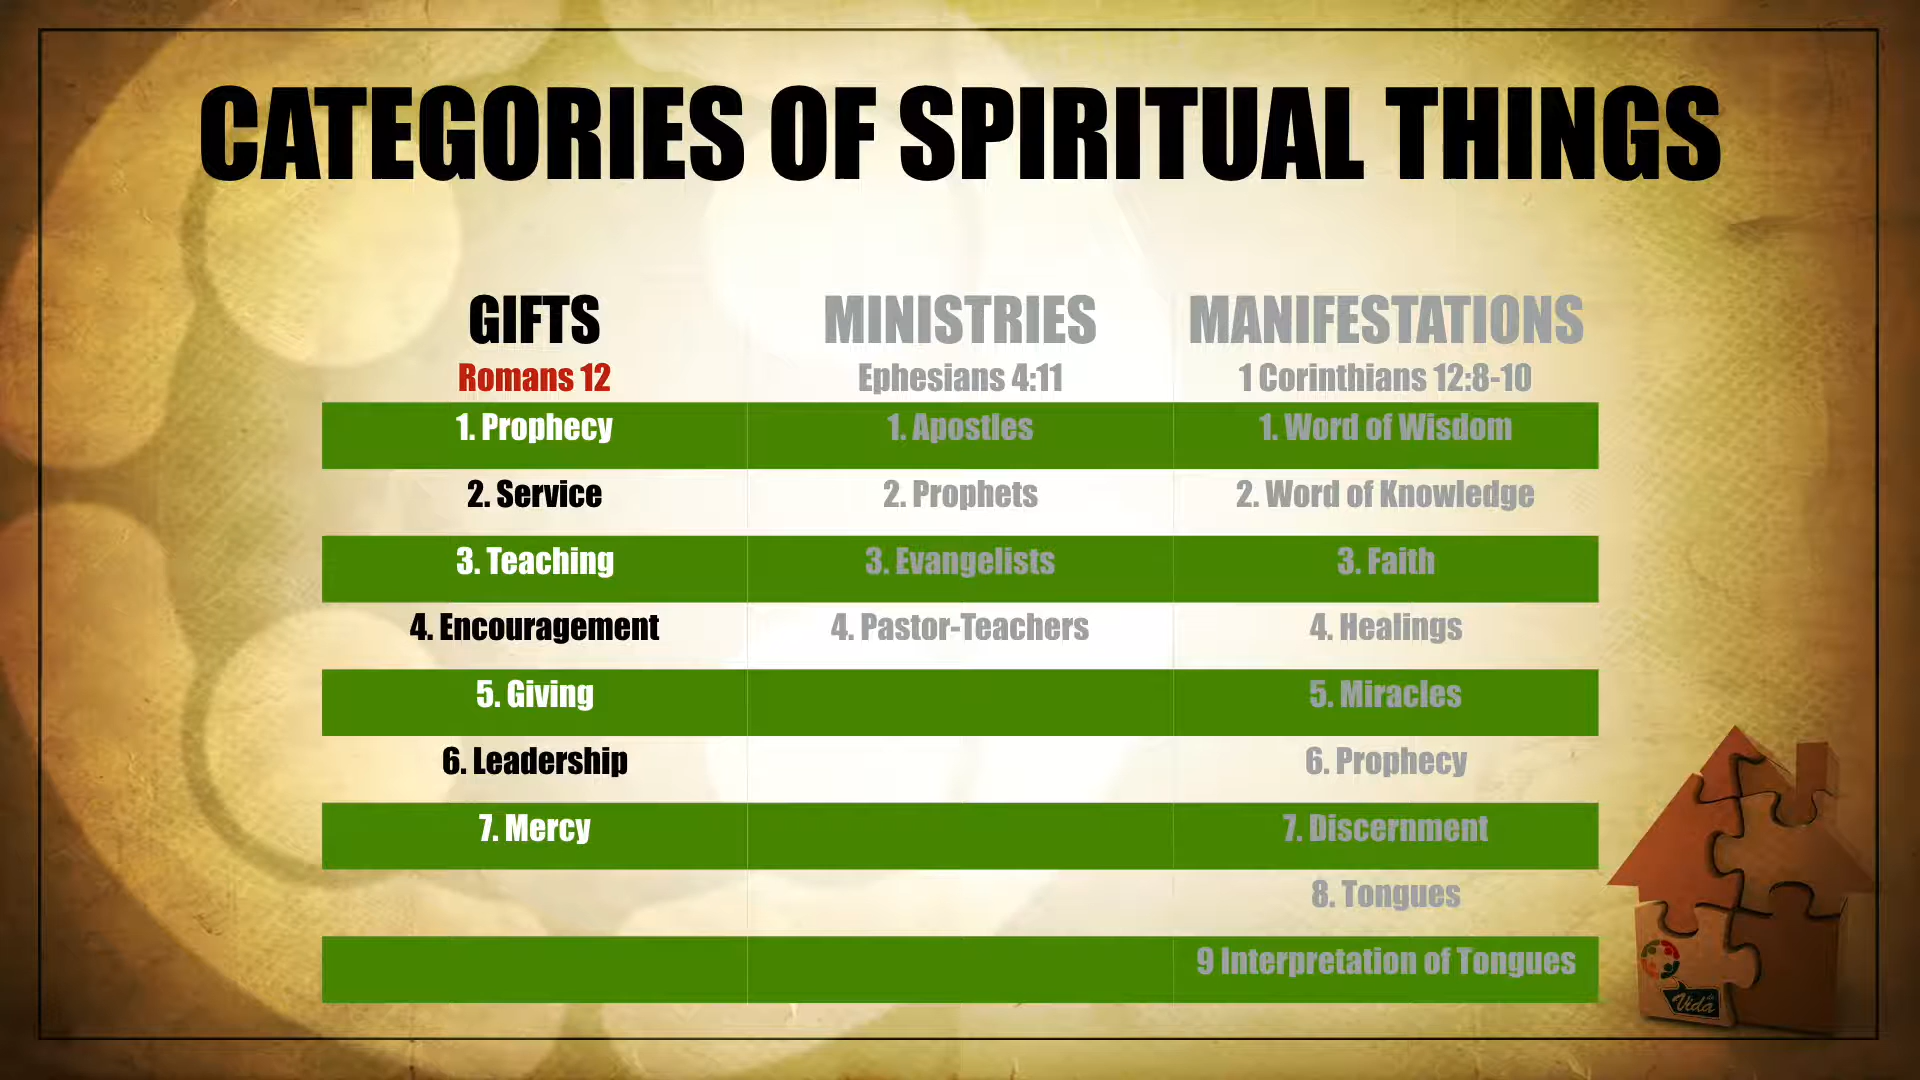 CATEGORIES OF SPIRITUAL THINGS
GIFTS MINISTRIES MANIFESTATIONS
Romans 12 Ephesians 4:11 1 Corinthians 12:8-10
1. Prophecy 1. Apostles 1. Word of Wisdom
2. Service 2. Prophets 2. Word of Knowledge
3. Teaching 3. Evangelists 3. Faith
4. Encouragement 4. Pastor-Teachers 4. Healings
5. Giving 5. Miracles
6. Leadership 6. Prophecy
7. Mercy 7. Discernment
8. Tongues
9 Interpretation of Tongues
Vida